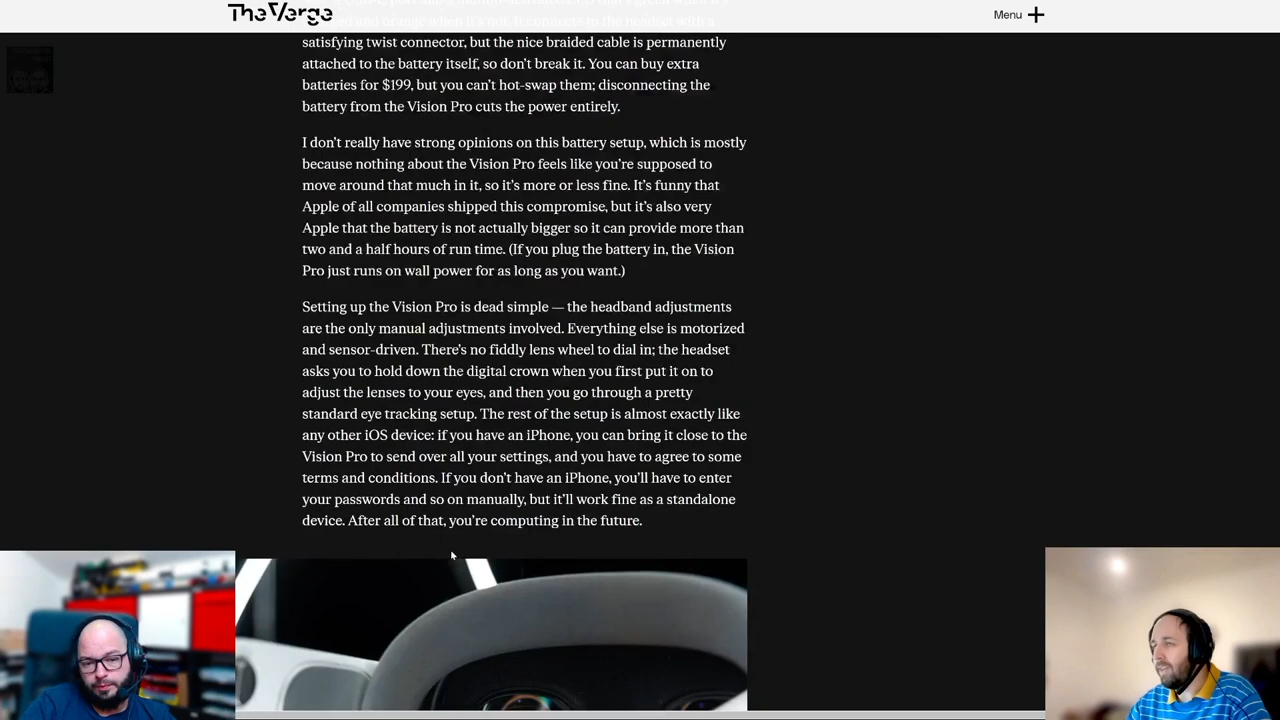 The Verge
Menu
and orange when it's not. It connects to the headset with a
satisfying twist connector, but the nice braided cable is permanently
attached to the battery itself, so don't break it. You can buy extra
batteries for $199, but you can't hot-swap them; disconnecting the
battery from the Vision Pro cuts the power entirely.
I don't really have strong opinions on this battery setup, which is mostly
because nothing about the Vision Pro feels like you're supposed to
move around that much in it, so it's more or less fine. It's funny that
Apple of all companies shipped this compromise, but it's also very
Apple that the battery is not actually bigger so it can provide more than
two and a half hours of run time. (If you plug the battery in, the Vision
Pro just runs on wall power for as long as you want.)
Setting up the Vision Pro is dead simple — the headband adjustments
are the only manual adjustments involved. Everything else is motorized
and sensor-driven. There's no fiddly lens wheel to dial in; the headset
asks you to hold down the digital crown when you first put it on to
adjust the lenses to your eyes, and then you go through a pretty
standard eye tracking setup. The rest of the setup is almost exactly like
any other iOS device: if you have an iPhone, you can bring it close to the
Vision Pro to send over all your settings, and you have to agree to some
terms and conditions. If you don't have an iPhone, you'll have to enter
your passwords and so on manually, but it'll work fine as a standalone
device. After all of that, you're computing in the future.